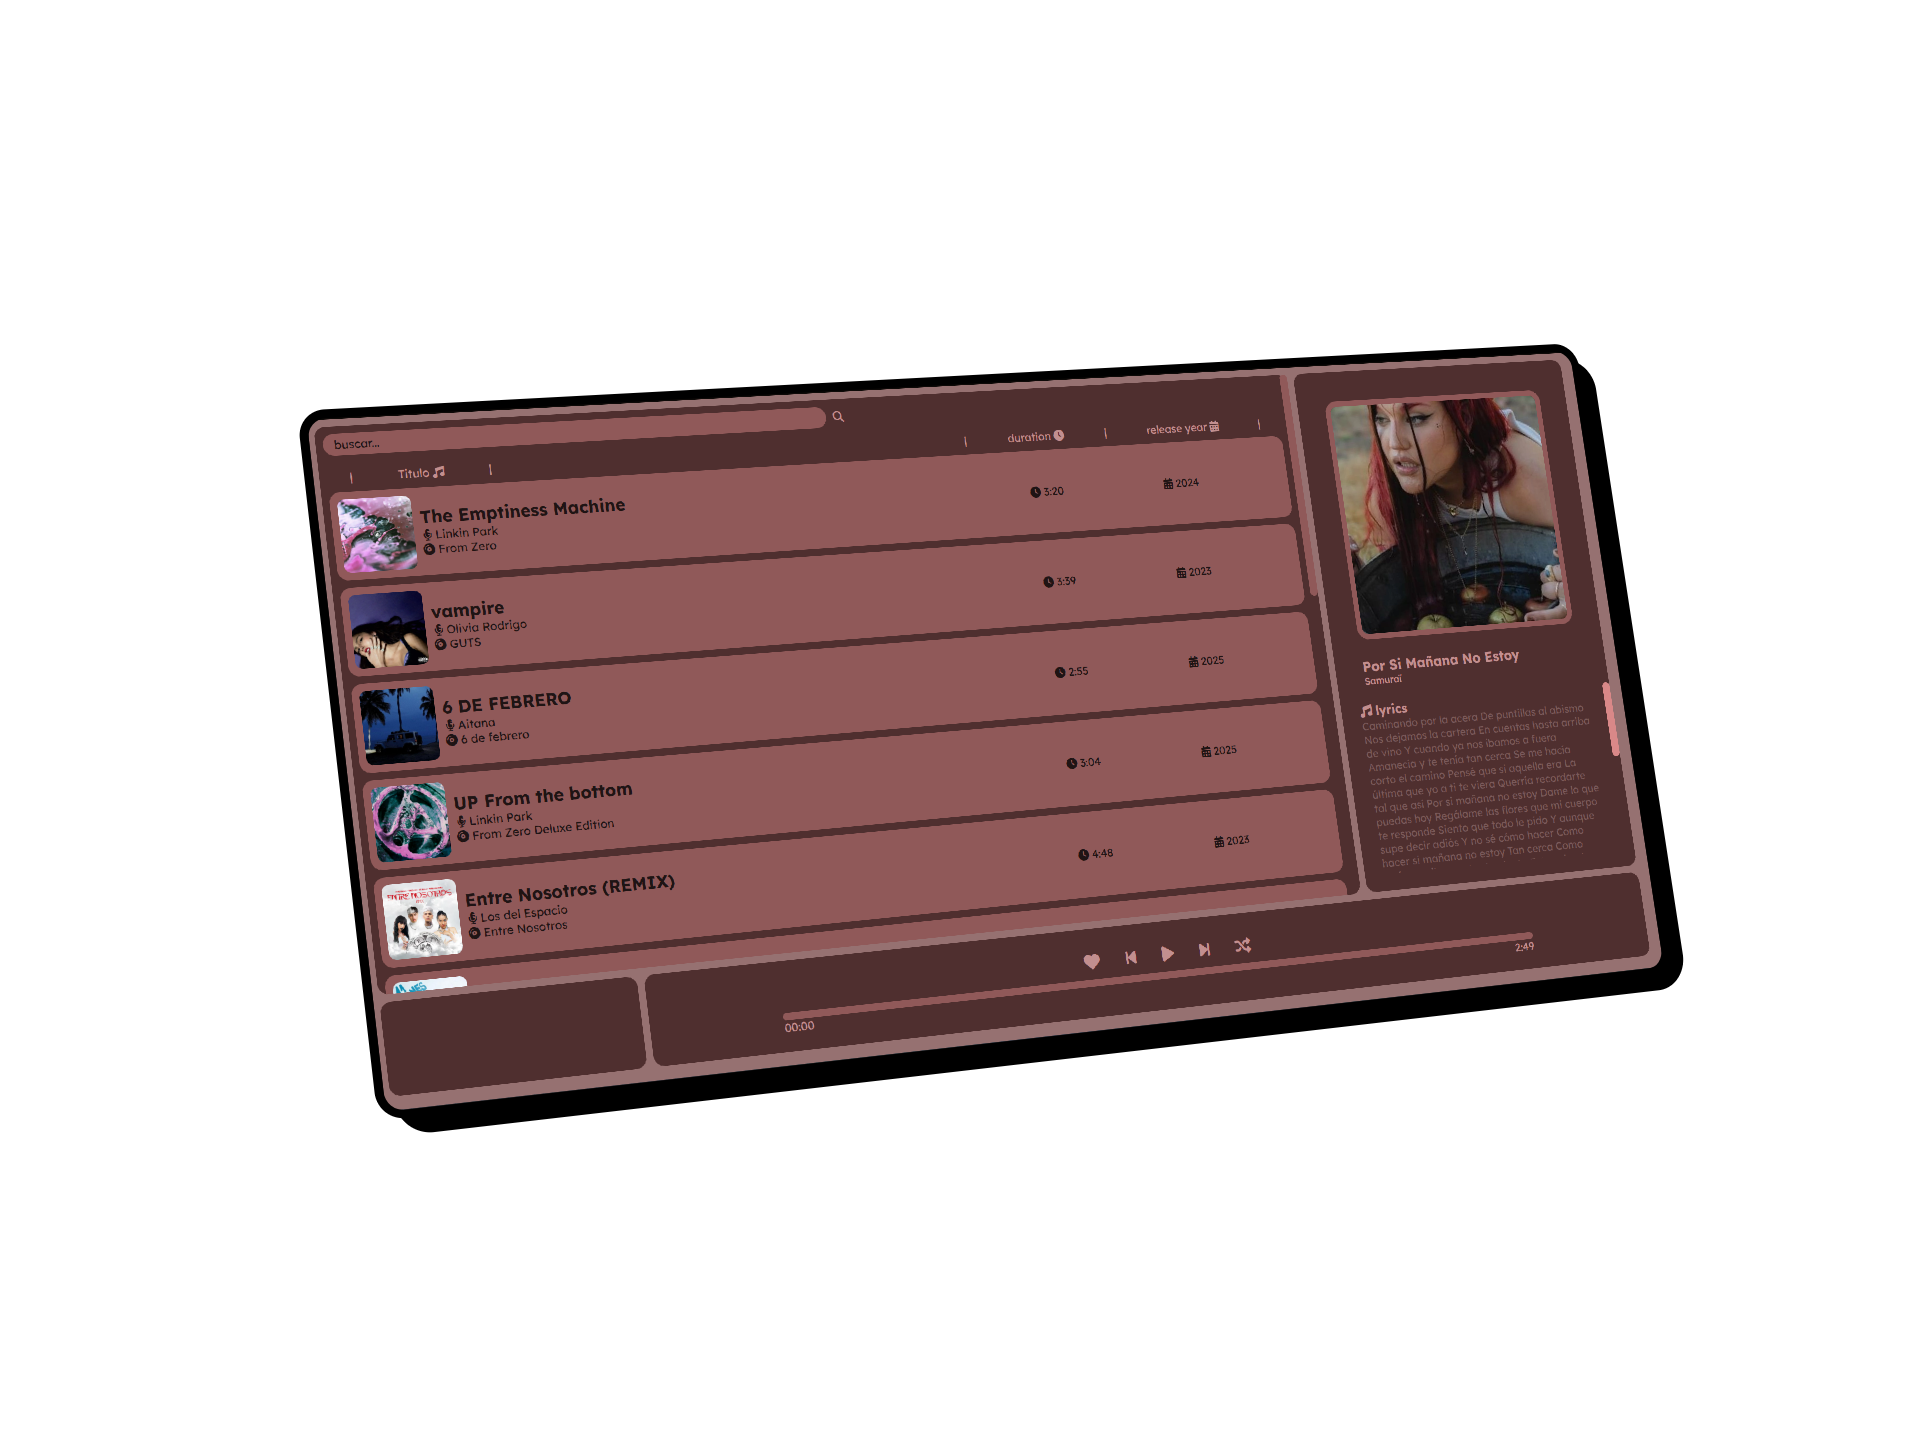 buscar...
Titulo
duration
release year
The Emptiness Machine
Linkin Park
From Zero
3:20
2024
vampire
Olivia Rodrigo
GUTS
3:39
2023
6 DE FEBRERO
Aitana
6 de febrero
2:55
2025
UP From the bottom
Linkin Park
From Zero Deluxe Edition
3:04
2025
ENTRE NOSOTROS
Entre Nosotros (REMIX)
Los del Espacio
Entre Nosotros
4:48
2023
Por Si Mañana No Estoy
Samurai
lyrics
Caminando por la acera De puntillas al abismo
Nos dejamos la cartera En cuentas hasta arriba
de vino Y cuando ya nos íbamos a fuera
Amanecía y te tenía tan cerca Se me hacía
corto el camino Pensé que si aquella era La
última que yo a ti te viera Querría recordarte
tal que así Por si mañana no estoy Dame lo que
puedas hoy Regálame las flores que mi cuerpo
te responde Siento que todo le pido Y aunque
supe decir adiós Y no sé cómo hacer Como
hacer si mañana no estoy Tan cerca Como
00:00
2:49